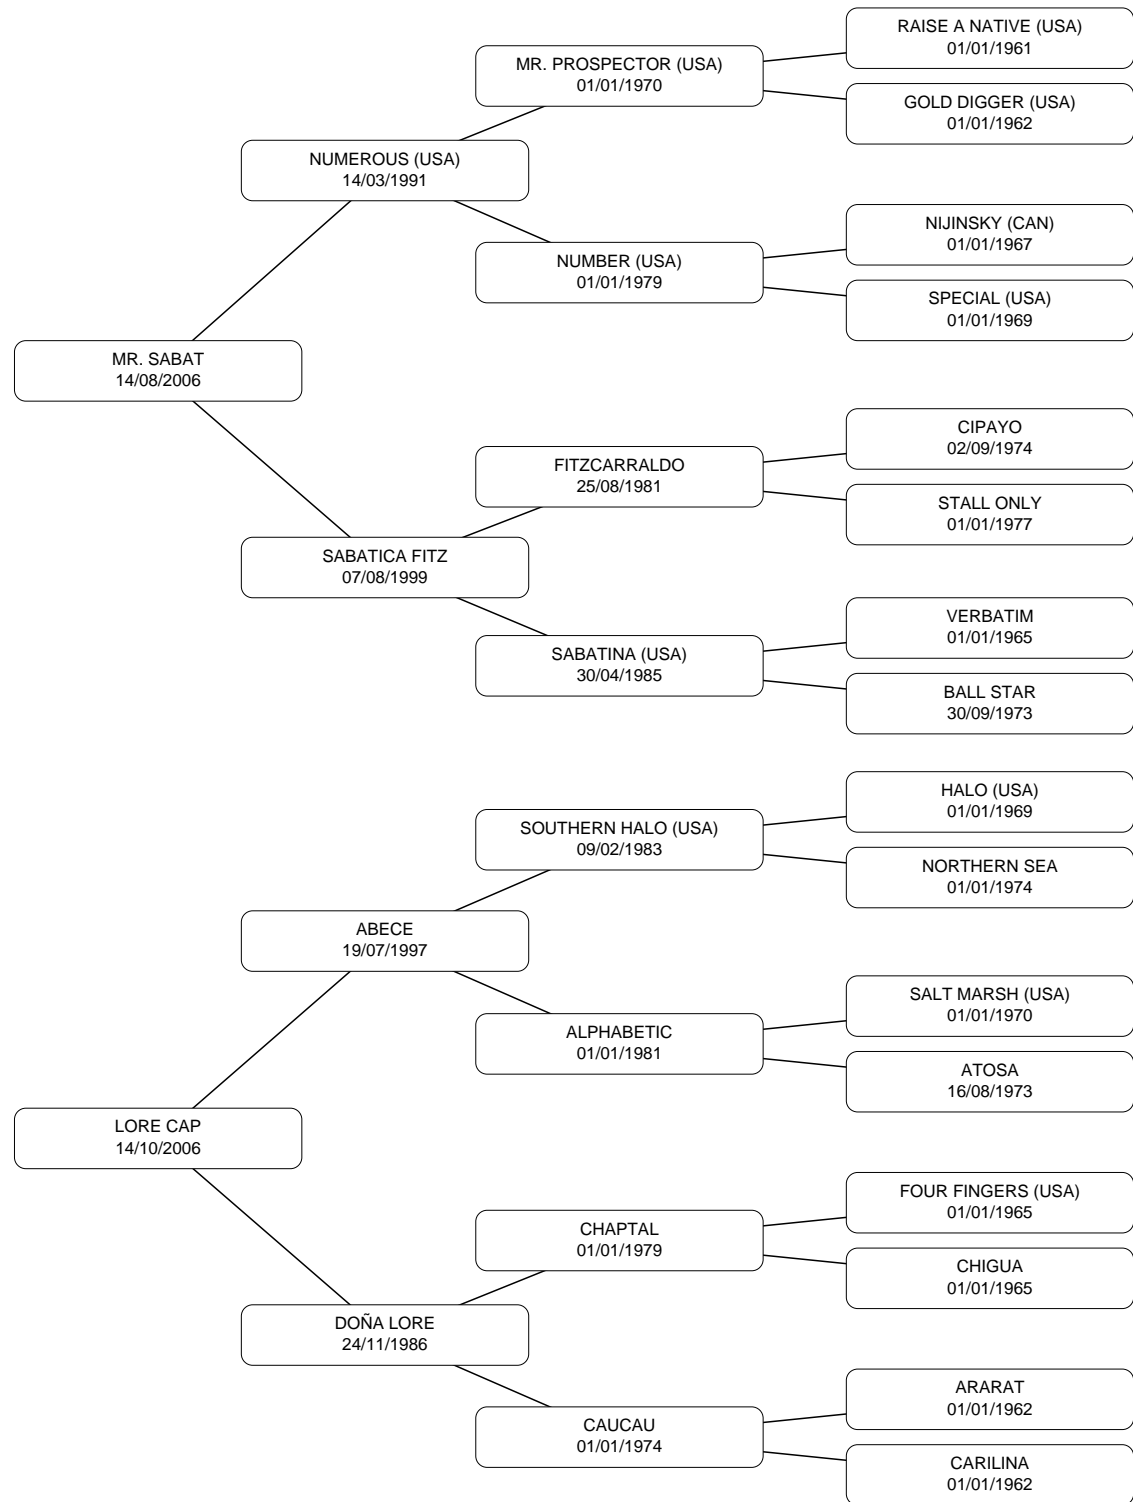 RAISE A NATIVE (USA)
01/01/1961
MR. PROSPECTOR (USA)
01/01/1970
GOLD DIGGER (USA)
01/01/1962
NUMEROUS (USA)
14/03/1991
NIJINSKY (CAN)
01/01/1967
NUMBER (USA)
01/01/1979
SPECIAL (USA)
01/01/1969
MR. SABAT
14/08/2006
CIPAYO
02/09/1974
FITZCARRALDO
25/08/1981
STALL ONLY
01/01/1977
SABATICA FITZ
07/08/1999
VERBATIM
01/01/1965
SABATINA (USA)
30/04/1985
BALL STAR
30/09/1973
HALO (USA)
01/01/1969
SOUTHERN HALO (USA)
09/02/1983
NORTHERN SEA
01/01/1974
ABECE
19/07/1997
SALT MARSH (USA)
01/01/1970
ALPHABETIC
01/01/1981
ATOSA
16/08/1973
LORE CAP
14/10/2006
FOUR FINGERS (USA)
01/01/1965
CHAPTAL
01/01/1979
CHIGUA
01/01/1965
DOÑA LORE
24/11/1986
ARARAT
01/01/1962
CAUCAU
01/01/1974
CARILINA
01/01/1962